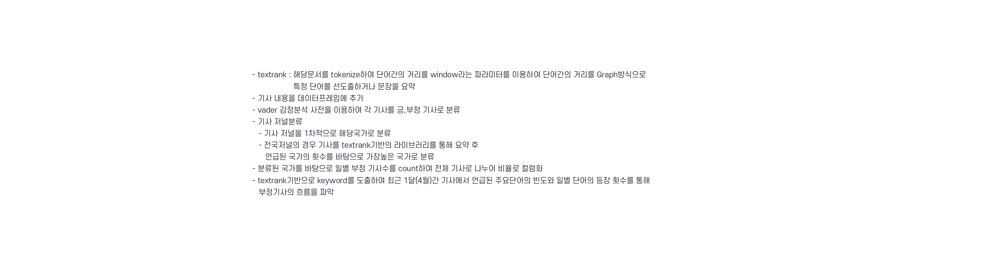 - textrank : 해당문서를 tokenize하여 단어간의 거리를 window라는 파라미터를 이용하여 단어간의 거리를 Graph방식으로
특정 단어를 선도출하거나 문장을 요약
- 기사 내용을 데이터프레임에 추가
- vader 감정분석 사전을 이용하여 각 기사를 긍,부정 기사로 분류
- 기사 저널분류
- 기사 저널을 1차적으로 해당국가로 분류
- 전국저널의 경우 기사를 textrank기반의 라이브러리를 통해 요약 후
언급된 국가의 횟수를 바탕으로 가장높은 국가로 분류
- 분류된 국가를 바탕으로 일별 부정 기사수를 count하여 전체 기사로 나누어 비율로 컬럼화
- textrank기반으로 keyword를 도출하여 최근 1달(4월)간 기사에서 언급된 주요단어의 빈도와 일별 단어의 등장 횟수를 통해
부정기사의 흐름을 파악